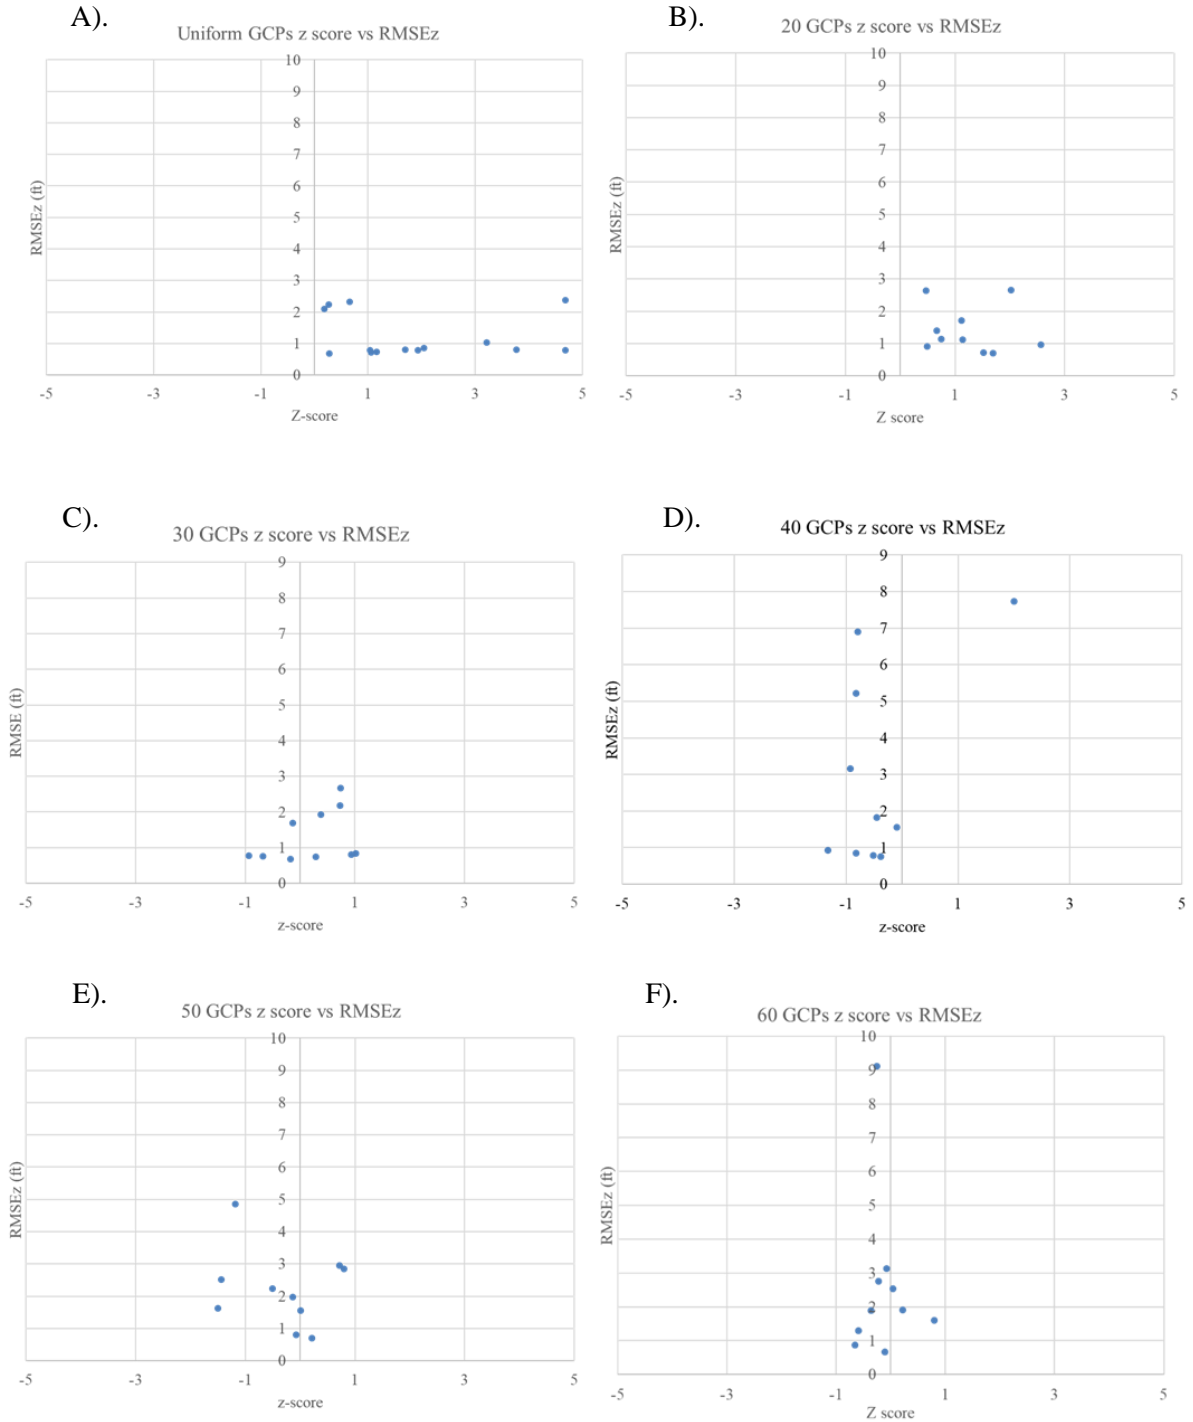 A).
Uniform GCPs z score vs RMSEz
10
9
8
7
6
5
4
3
2
1
0
-5 -3 -1 1 3 5
RMSEz (ft)
Z-score
B).
20 GCPs z score vs RMSEz
10
9
8
7
6
5
4
3
2
1
0
-5 -3 -1 1 3 5
RMSEz (ft)
Z score
C).
30 GCPs z score vs RMSEz
9
8
7
6
5
4
3
2
1
0
-5 -3 -1 1 3 5
RMSE (ft)
z-score
D).
40 GCPs z score vs RMSEz
9
8
7
6
5
4
3
2
1
0
-5 -3 -1 1 3 5
RMSEz (ft)
z-score
E).
50 GCPs z score vs RMSEz
10
9
8
7
6
5
4
3
2
1
0
-5 -3 -1 1 3 5
RMSEz (ft)
z-score
F).
60 GCPs z score vs RMSEz
10
9
8
7
6
5
4
3
2
1
0
-5 -3 -1 1 3 5
RMSEz (ft)
Z score